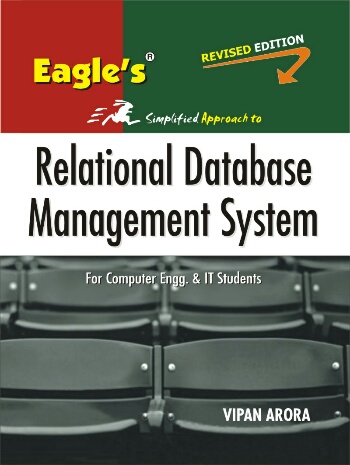 REVISED EDITION
Eagle's®
Simplified Approach to
Relational Database
Management System
For Computer Engg. & IT Students
VIPAN ARORA